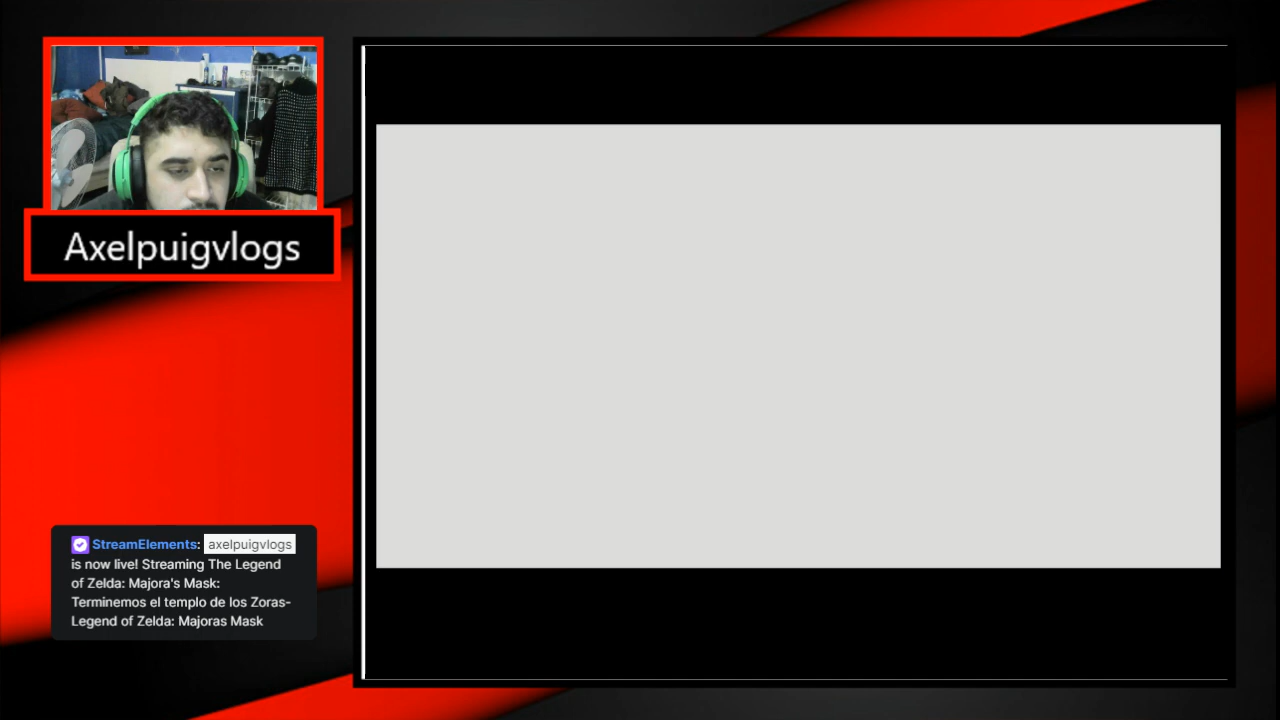 Axelpuigvlogs
StreamElements: axelpuigvlogs
is now live! Streaming The Legend
of Zelda: Majora's Mask:
Terminemos el templo de los Zoras-
Legend of Zelda: Majoras Mask